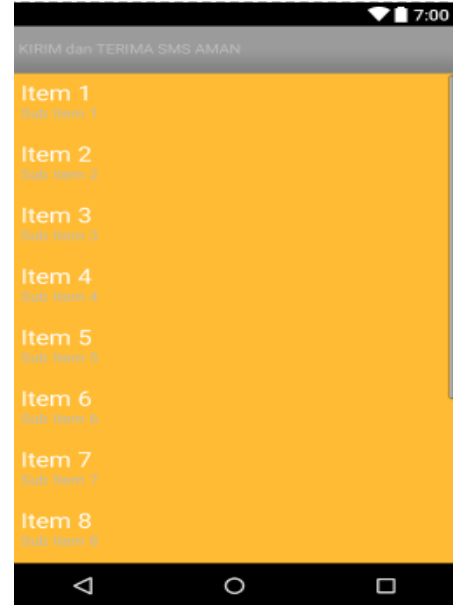 7:00
KIRIM dan TERIMA SMS AMAN
Item 1
Sub Item 1
Item 2
Sub Item 2
Item 3
Sub Item 3
Item 4
Sub Item 4
Item 5
Sub Item 5
Item 6
Sub Item 6
Item 7
Sub Item 7
Item 8
Sub Item 8